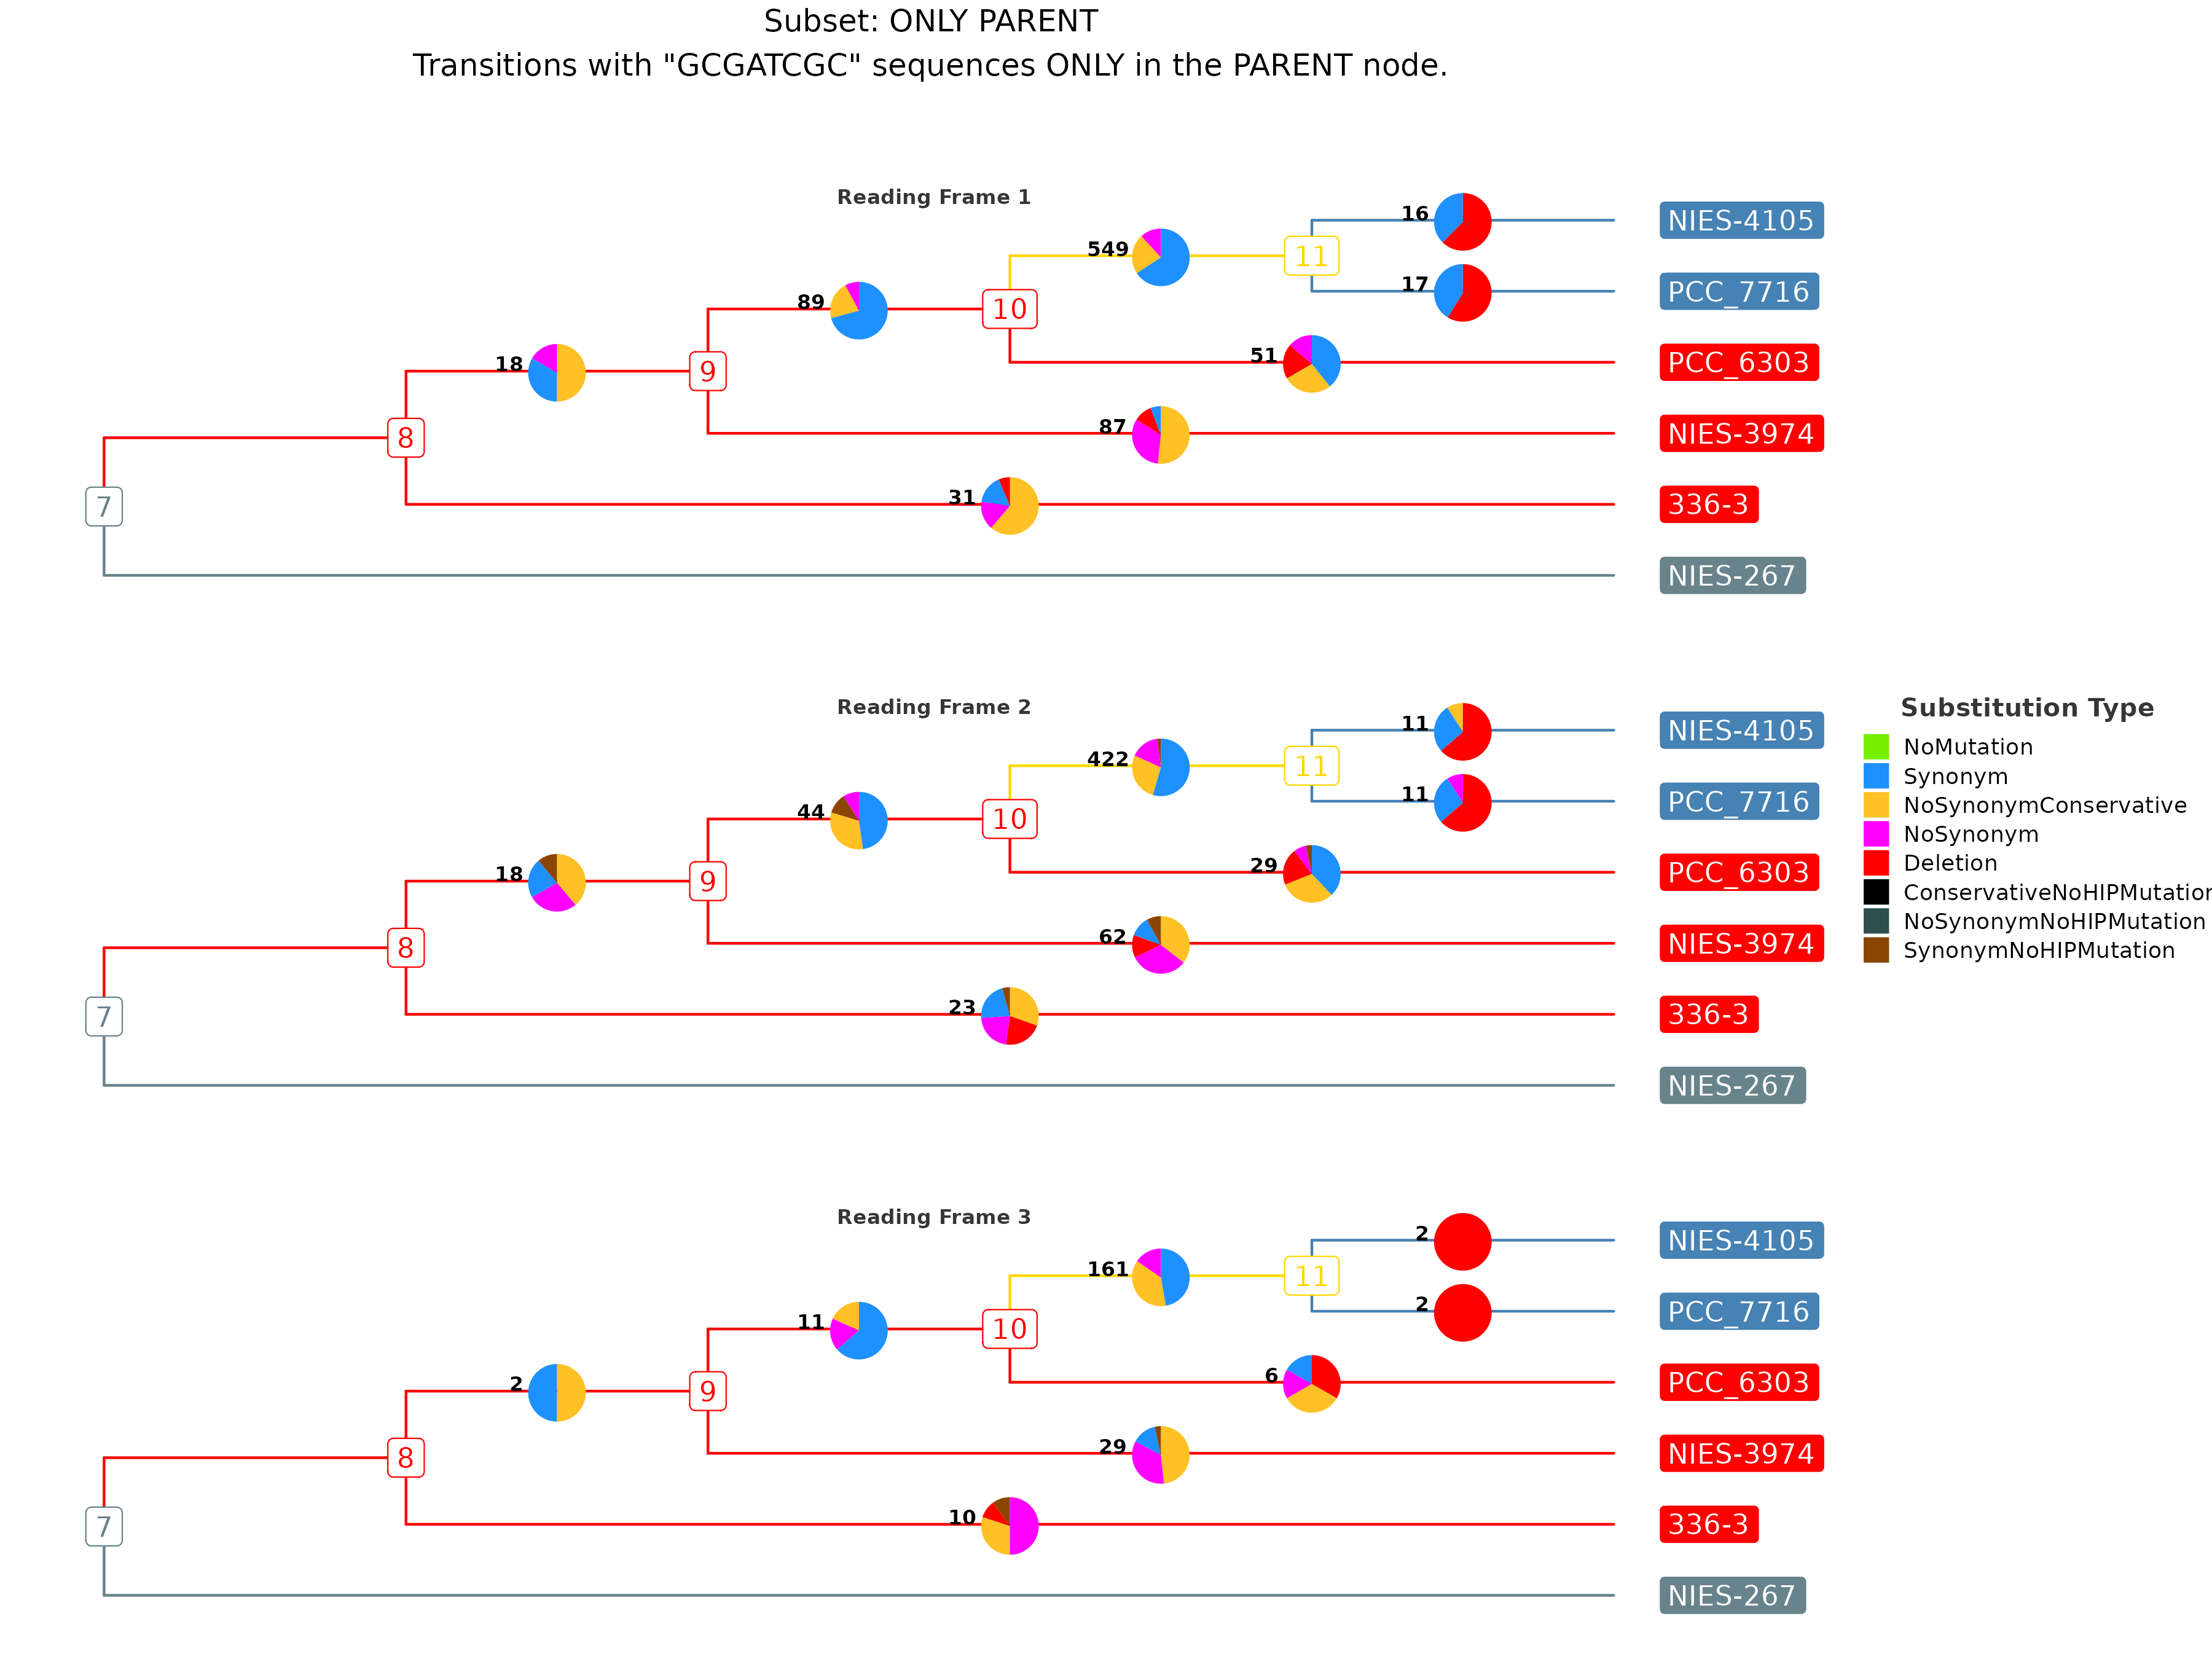 Subset: ONLY PARENT
Transitions with "GCGATCGC" sequences ONLY in the PARENT node.
Reading Frame 1
16
NIES-4105
549
11
17
PCC_7716
89
10
51
PCC_6303
18
9
87
NIES-3974
8
31
336-3
7
NIES-267
Reading Frame 2
11
NIES-4105
422
11
11
PCC_7716
44
10
29
PCC_6303
18
9
62
NIES-3974
8
23
336-3
7
NIES-267
Substitution Type
NoMutation
Synonym
NoSynonymConservative
NoSynonym
Deletion
ConservativeNoHIPMutation
NoSynonymNoHIPMutation
SynonymNoHIPMutation
Reading Frame 3
2
NIES-4105
161
11
2
PCC_7716
11
10
6
PCC_6303
2
9
29
NIES-3974
8
10
336-3
7
NIES-267